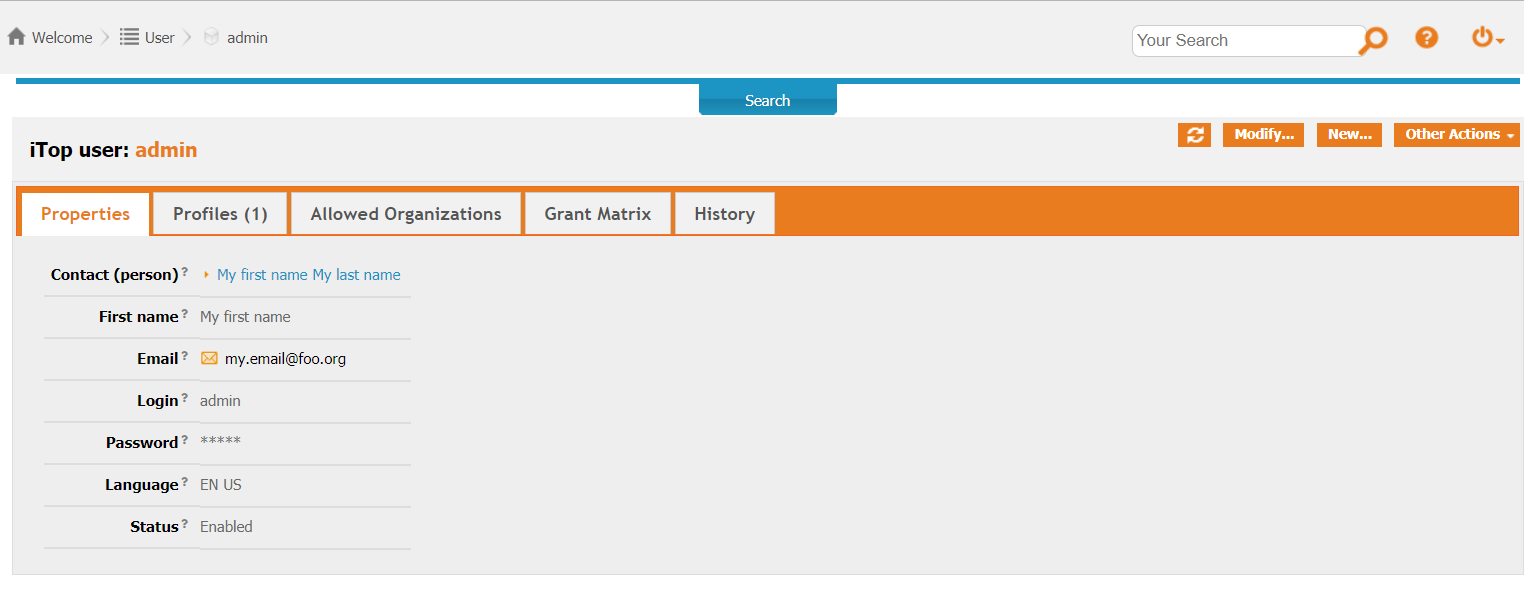 Welcome User admin
Your Search ?
Search
iTop user: admin
Modify... New... Other Actions
Properties Profiles (1) Allowed Organizations Grant Matrix History
Contact (person)? My first name My last name
First name? My first name
Email? my.email@foo.org
Login? admin
Password? *****
Language? EN US
Status? Enabled